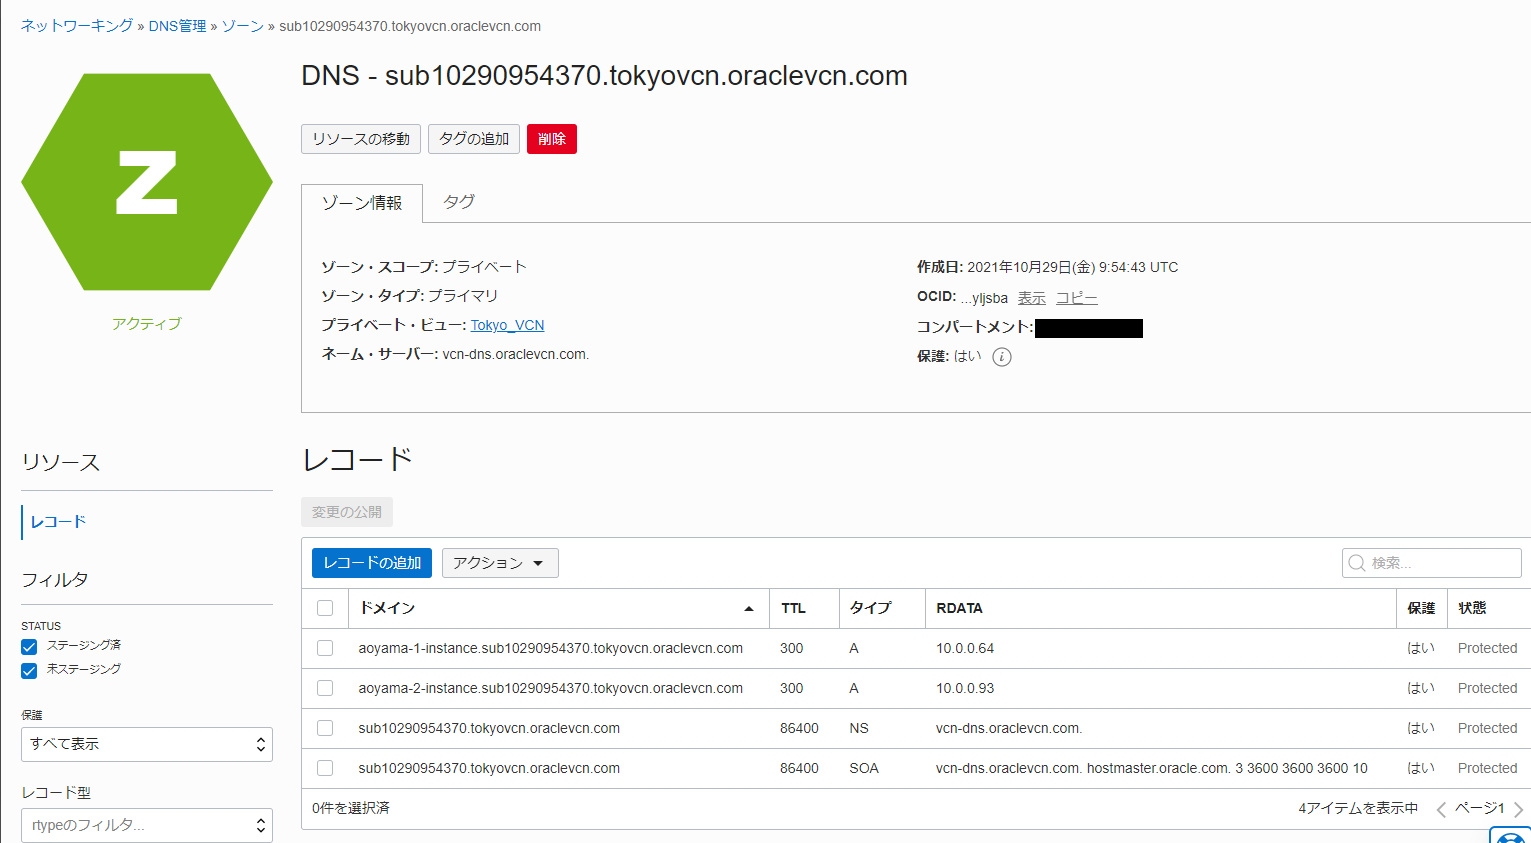 ネットワーキング » DNS管理 » ゾーン » sub10290954370.tokyovcn.oraclevcn.com
Z
アクティブ
DNS - sub10290954370.tokyovcn.oraclevcn.com
リソースの移動 タグの追加 削除
ゾーン情報 タグ
ゾーン・スコープ: プライベート
ゾーン・タイプ: プライマリ
プライベート・ビュー: Tokyo_VCN
ネーム・サーバー: vcn-dns.oraclevcn.com.
作成日: 2021年10月29日(金) 9:54:43 UTC
OCID: ...yljsba 表示 コピー
コンパートメント:
保護: はい i
リソース
レコード
フィルタ
STATUS
ステージング済
未ステージング
保護
すべて表示
レコード型
rtypeのフィルタ...
レコード
変更の公開
レコードの追加 アクション 検索...
ドメイン TTL タイプ RDATA 保護 状態
aoyama-1-instance.sub10290954370.tokyovcn.oraclevcn.com 300 A 10.0.0.64 はい Protected
aoyama-2-instance.sub10290954370.tokyovcn.oraclevcn.com 300 A 10.0.0.93 はい Protected
sub10290954370.tokyovcn.oraclevcn.com 86400 NS vcn-dns.oraclevcn.com. はい Protected
sub10290954370.tokyovcn.oraclevcn.com 86400 SOA vcn-dns.oraclevcn.com. hostmaster.oracle.com. 3 3600 3600 3600 10 はい Protected
0件を選択済 4アイテムを表示中 ページ1